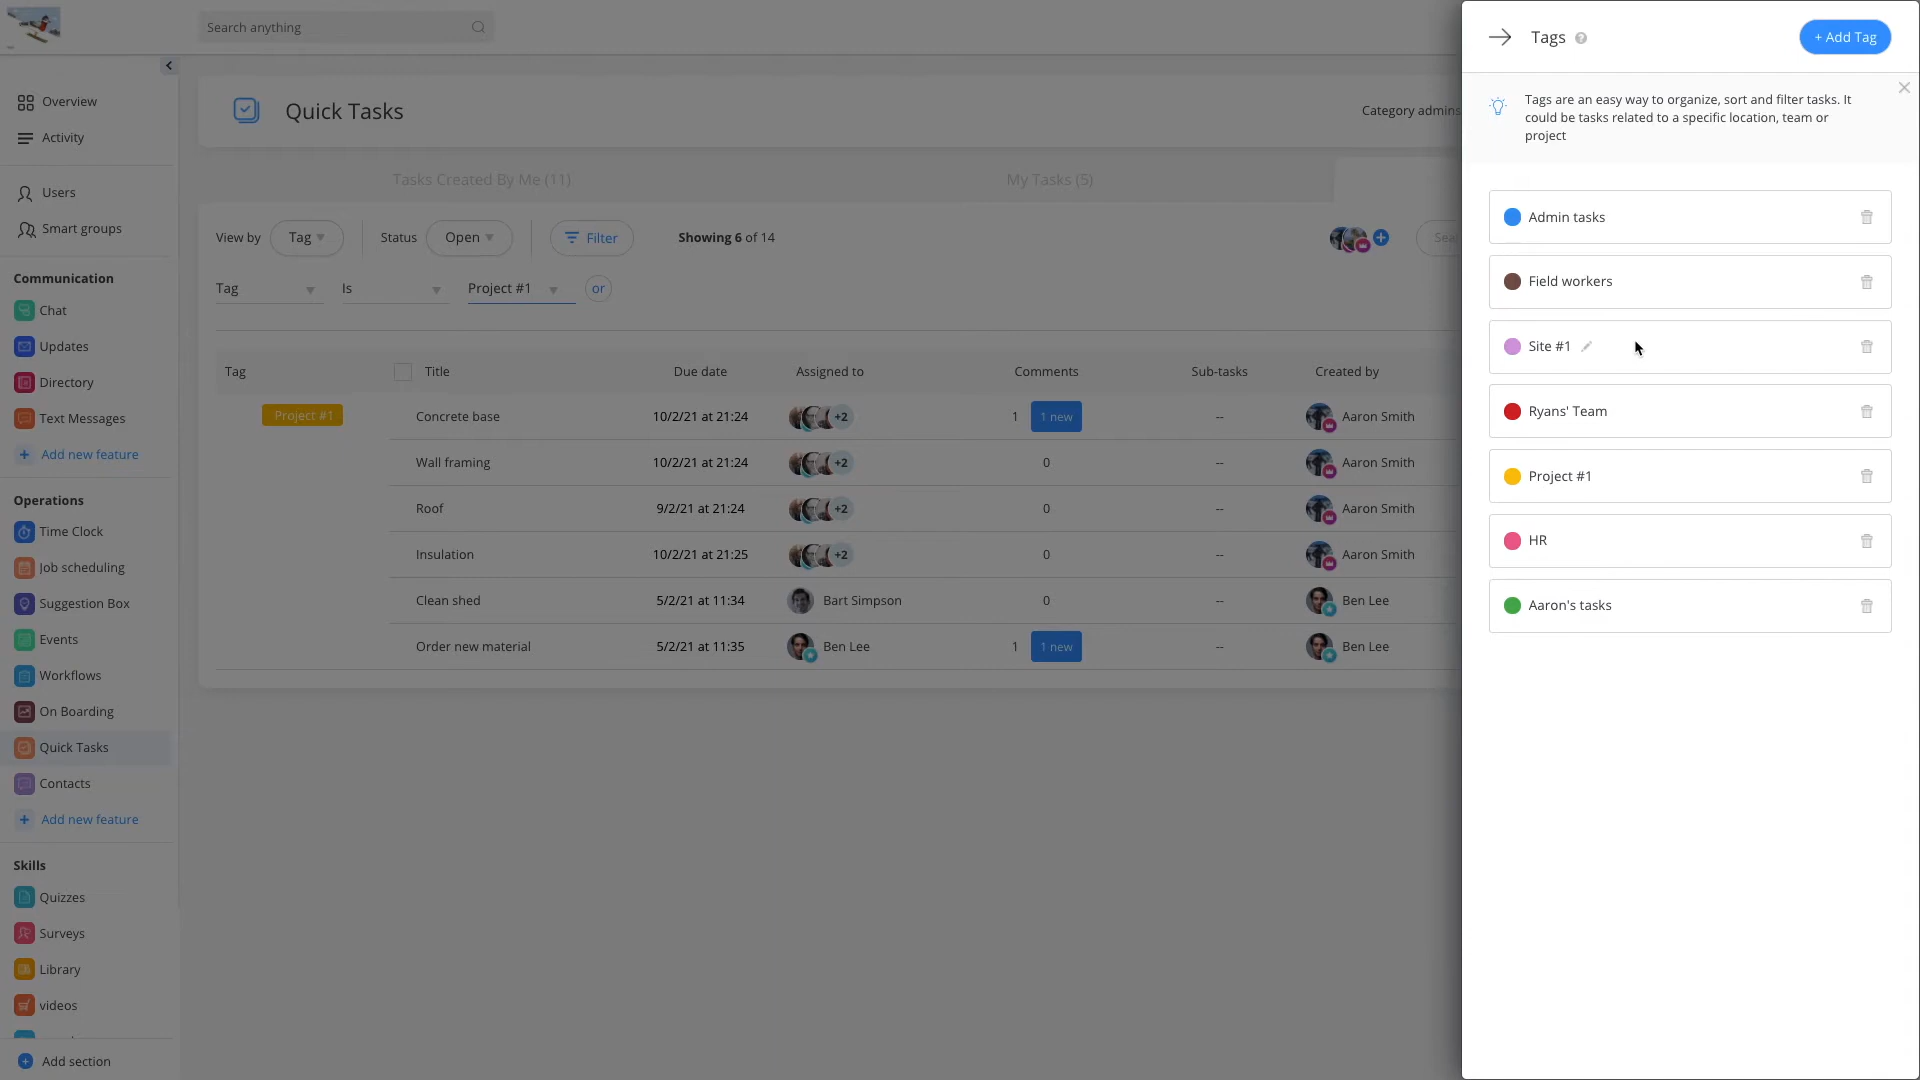 Search anything
Overview
Activity
Users
Smart groups
Communication
Chat
Updates
Directory
Text Messages
+ Add new feature
Operations
Time Clock
Job scheduling
Suggestion Box
Events
Workflows
On Boarding
Quick Tasks
Contacts
+ Add new feature
Skills
Quizzes
Surveys
Library
videos
Add section
Quick Tasks
Category admins
Tasks Created By Me (11)
My Tasks (5)
View by Tag Status Open Filter Showing 6 of 14
Tag Is Project #1 or
Tag Title Due date Assigned to Comments Sub-tasks Created by
Project #1 Concrete base 10/2/21 at 21:24 +2 1 1 new -- Aaron Smith
Wall framing 10/2/21 at 21:24 +2 0 -- Aaron Smith
Roof 9/2/21 at 21:24 +2 0 -- Aaron Smith
Insulation 10/2/21 at 21:25 +2 0 -- Aaron Smith
Clean shed 5/2/21 at 11:34 Bart Simpson 0 -- Ben Lee
Order new material 5/2/21 at 11:35 Ben Lee 1 1 new -- Ben Lee
Tags ?
+ Add Tag
Tags are an easy way to organize, sort and filter tasks. It
could be tasks related to a specific location, team or
project
Admin tasks
Field workers
Site #1
Ryans' Team
Project #1
HR
Aaron's tasks